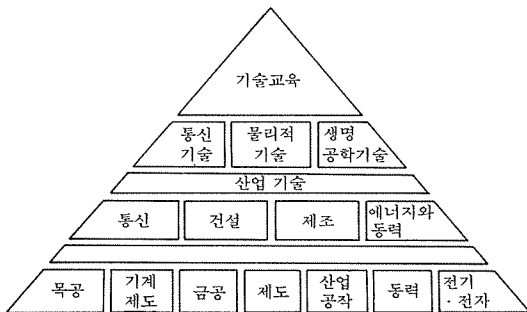 기술교육
통신
기술
물리적
기술
생명
공학기술
산업 기술
통신
건설
제조
에너지와
동력
목공
기계
제도
금공
제도
산업
공작
동력
전기
·전자